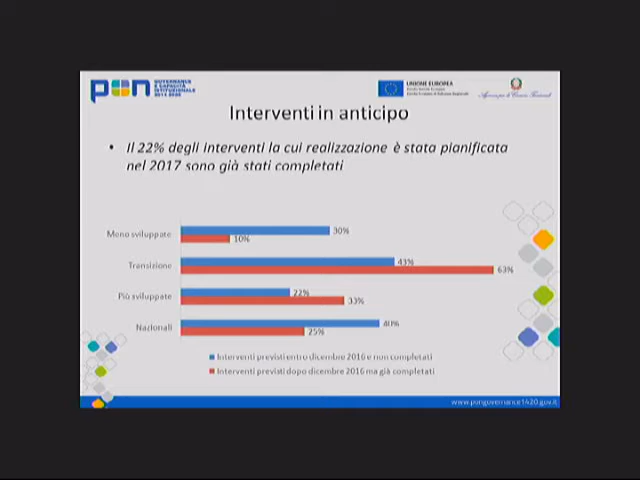 pon GOVERNANCE
E CAPACITÀ
ISTITUZIONALE
2014-2020
UNIONE EUROPEA
Interventi in anticipo
• Il 22% degli interventi la cui realizzazione è stata pianificata
nel 2017 sono già stati completati
Meno sviluppate 30%
10%
Transizione 43%
63%
Più sviluppate 22%
33%
Nazionali 40%
25%
Interventi previsti entro dicembre 2016 e non completati
Interventi previsti dopo dicembre 2016 ma già completati
www.pongovernance1420.gov.it